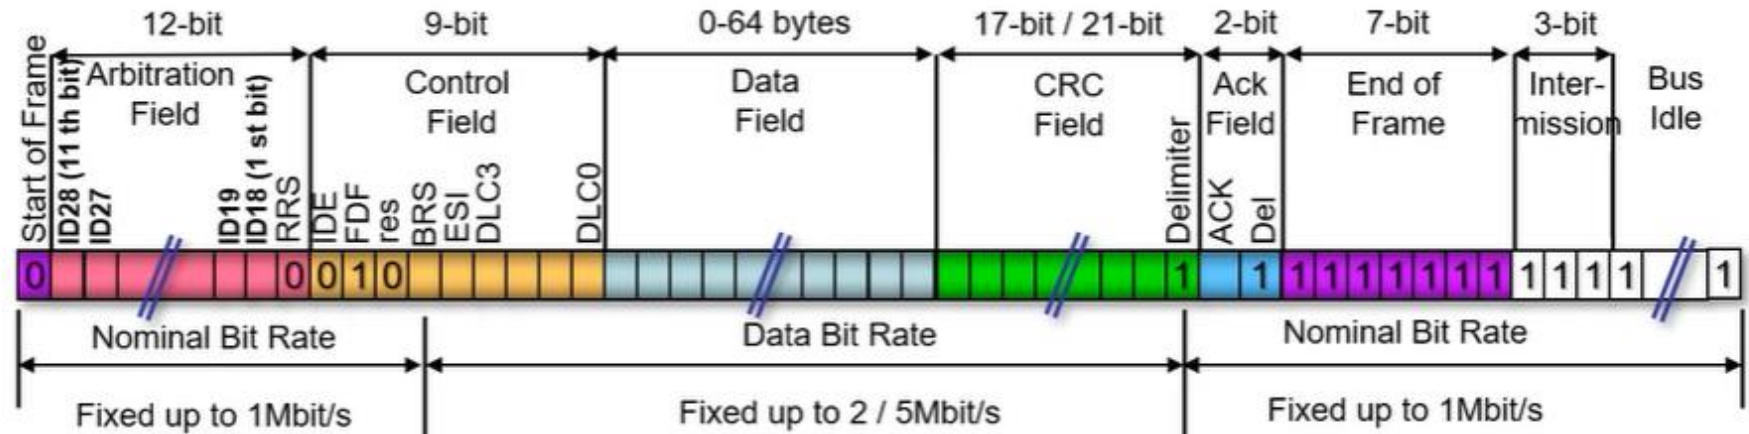 12-bit
9-bit
0-64 bytes
17-bit / 21-bit
2-bit
7-bit
3-bit
Start of Frame
Arbitration
Field
Control
Field
Data
Field
CRC
Field
Ack
Field
End of
Frame
Inter-
mission
Bus
Idle
ID28 (11 th bit)
ID27
ID19
ID18 (1 st bit)
RRS
IDE
FDF
res
BRS
ESI
DLC3
DLC0
Delimiter
ACK
Del
0 0 0 1 0 1 1 1 1 1 1 1 1 1 1 1 1 1 1
Nominal Bit Rate
Data Bit Rate
Nominal Bit Rate
Fixed up to 1Mbit/s
Fixed up to 2 / 5Mbit/s
Fixed up to 1Mbit/s